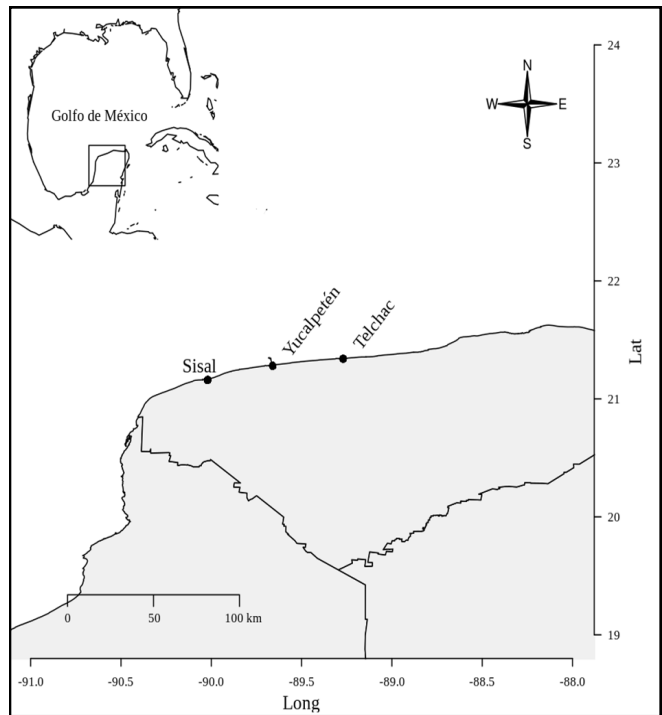 Golfo de México
N
W E
S
24
23
22
21
20
19
Lat
Sisal
Yucalpetén
Telchac
0 50 100 km
-91.0 -90.5 -90.0 -89.5 -89.0 -88.5 -88.0
Long